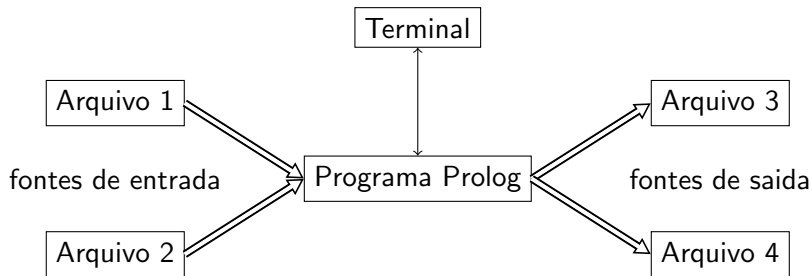 Terminal
Arquivo 1
Arquivo 3
fontes de entrada
Programa Prolog
fontes de saida
Arquivo 2
Arquivo 4